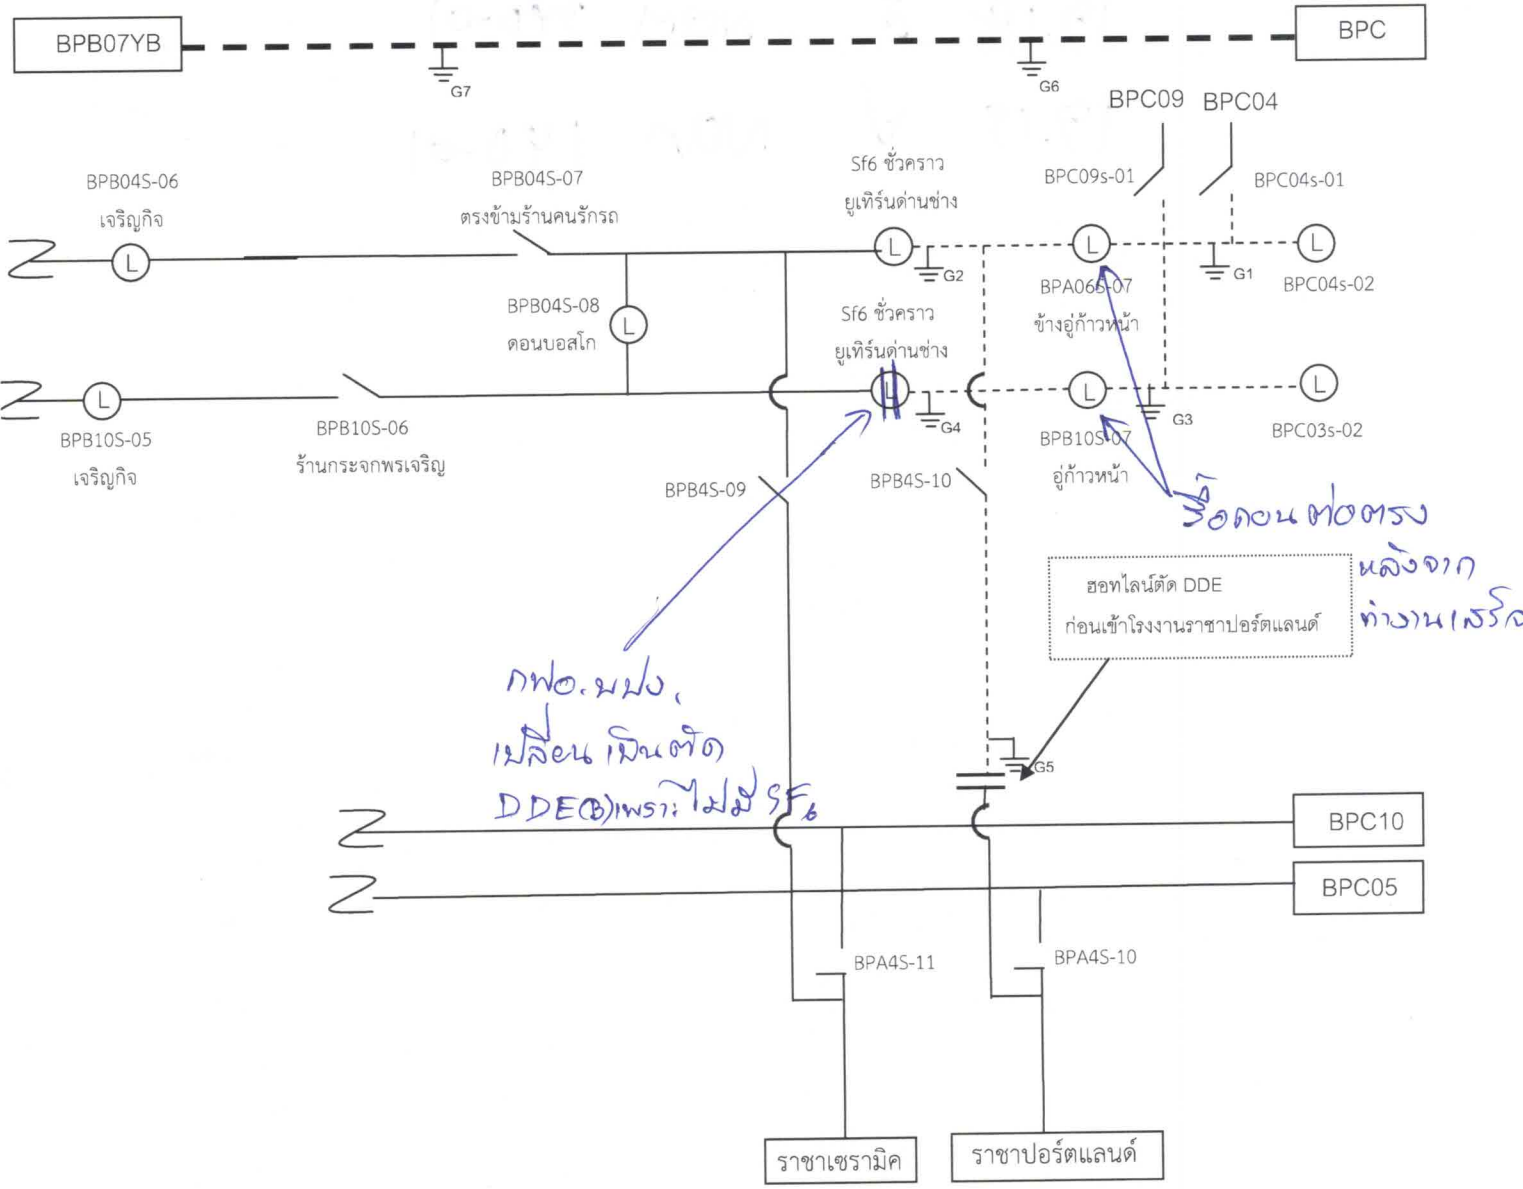 BPB07YB
BPC
G7
G6
BPC09 BPC04
BPB04S-06
เจริญกิจ
BPB04S-07
ตรงข้ามร้านคนรักรถ
Sf6 ชั่วคราว
ยูเทิร์นด่านช่าง
BPC09s-01
BPC04s-01
L
L
L
L
G2
G1
BPA06S-07
ข้างอู่ก้าวหน้า
BPC04s-02
BPB04S-08
ดอนบอสโก
L
Sf6 ชั่วคราว
ยูเทิร์นด่านช่าง
L
L
L
L
G4
G3
BPB10S-05
เจริญกิจ
BPB10S-06
ร้านกระจกพรเจริญ
BPB10S-07
อู่ก้าวหน้า
BPC03s-02
BPB4S-09
BPB4S-10
รื้อถอน ต่อตรง
หลังจาก
ทำงานเสร็จ
ฮอทไลน์ตัด DDE
ก่อนเข้าโรงงานราชาปอร์ตแลนด์
กฟอ.บปง.
เปลี่ยนเป็นตัด
DDE(3)เพราะไม่มี SF6
G5
BPC10
BPC05
BPA4S-11
BPA4S-10
ราชาเซรามิค
ราชาปอร์ตแลนด์